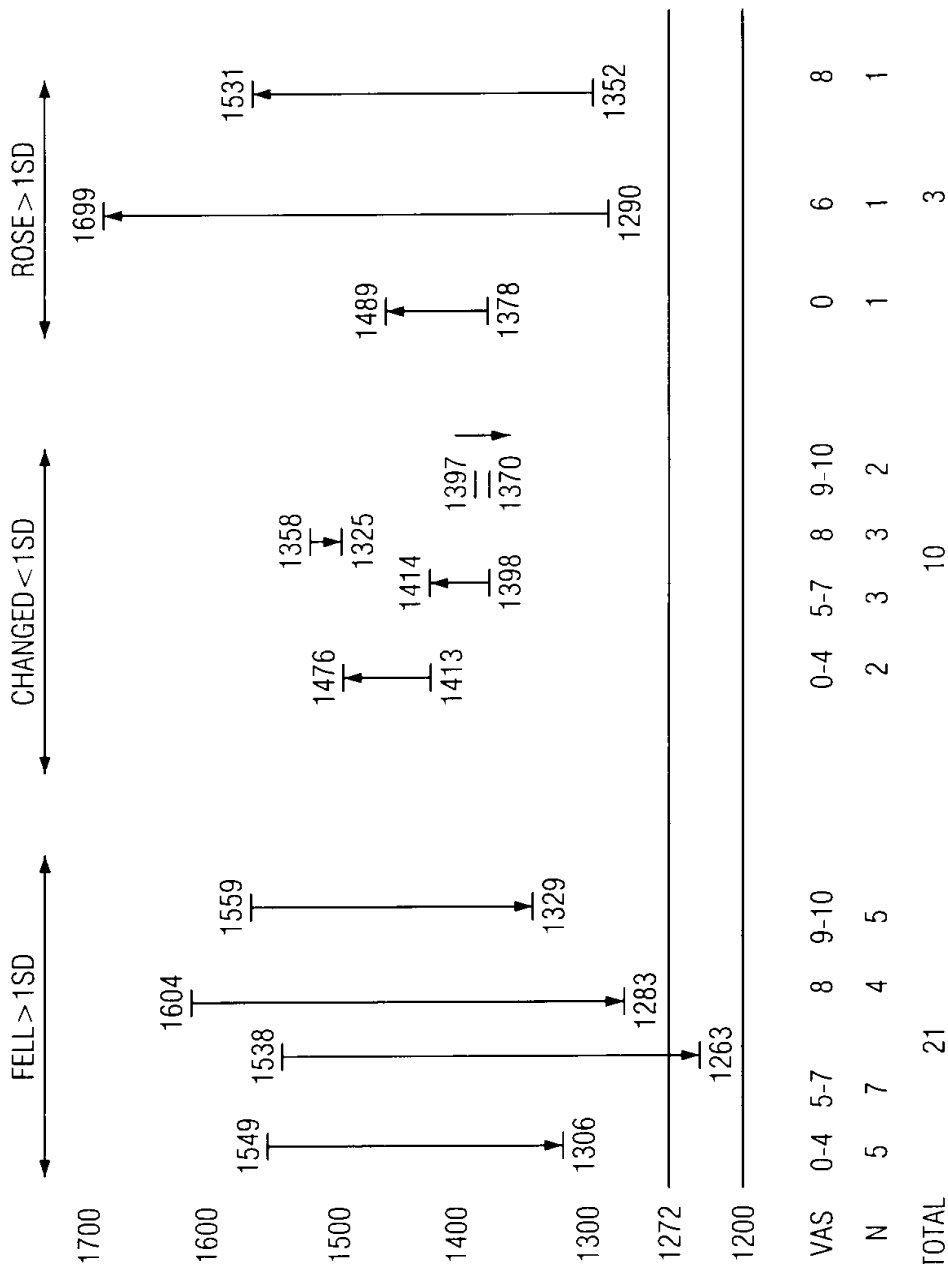 FELL>1SD CHANGED<1SD ROSE>1SD
1700 1699
1600 1604
1549 1538 1559 1531
1500 1476 1358 1489
1325
1414 1397
1400 1413 1398 1370 1378
1306 1283 1329 1290 1352
1300
1263
1272
1200
VAS 0-4 5-7 8 9-10 0-4 5-7 8 9-10 0 6 8
N 5 7 4 5 2 3 3 2 1 1 1
TOTAL 21 10 3